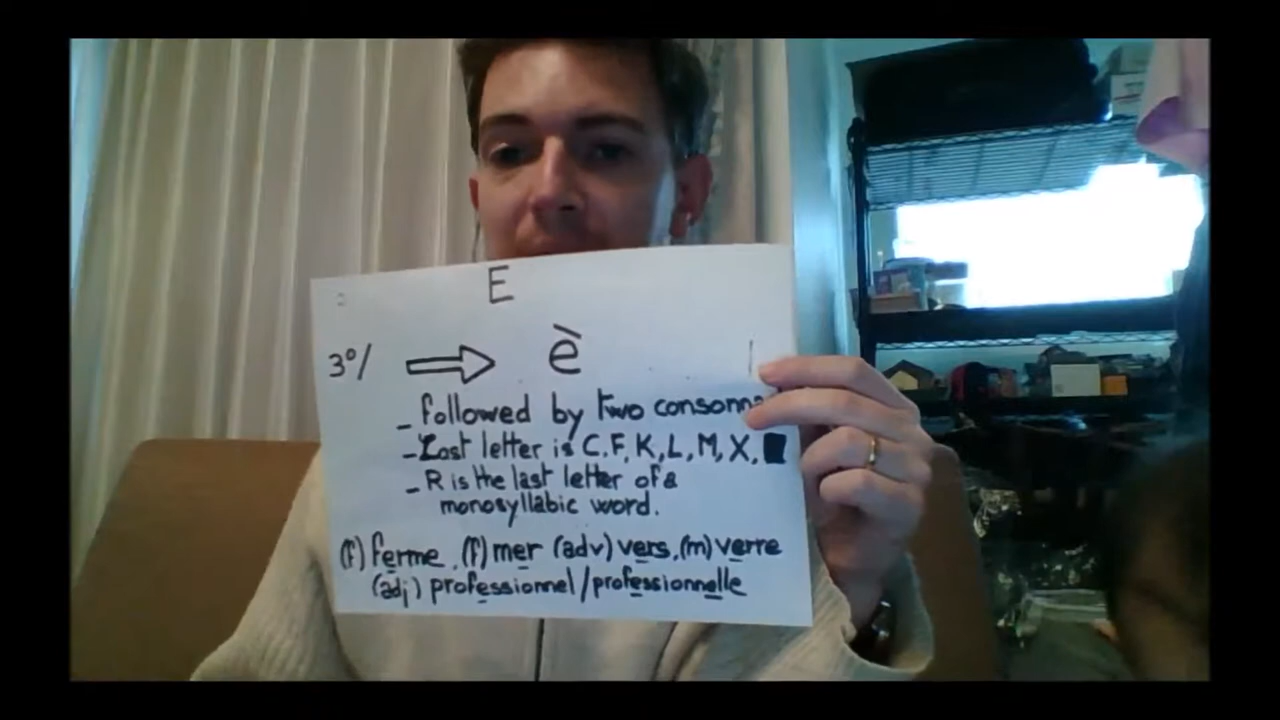 E
3°/ è
- followed by two consonna
- Last letter is C, F, K, L, M, X,
- R is the last letter of a
monosyllabic word.
(f) ferme, (f) mer (adv) vers, (m) verre
(adj) professionnel/professionnelle